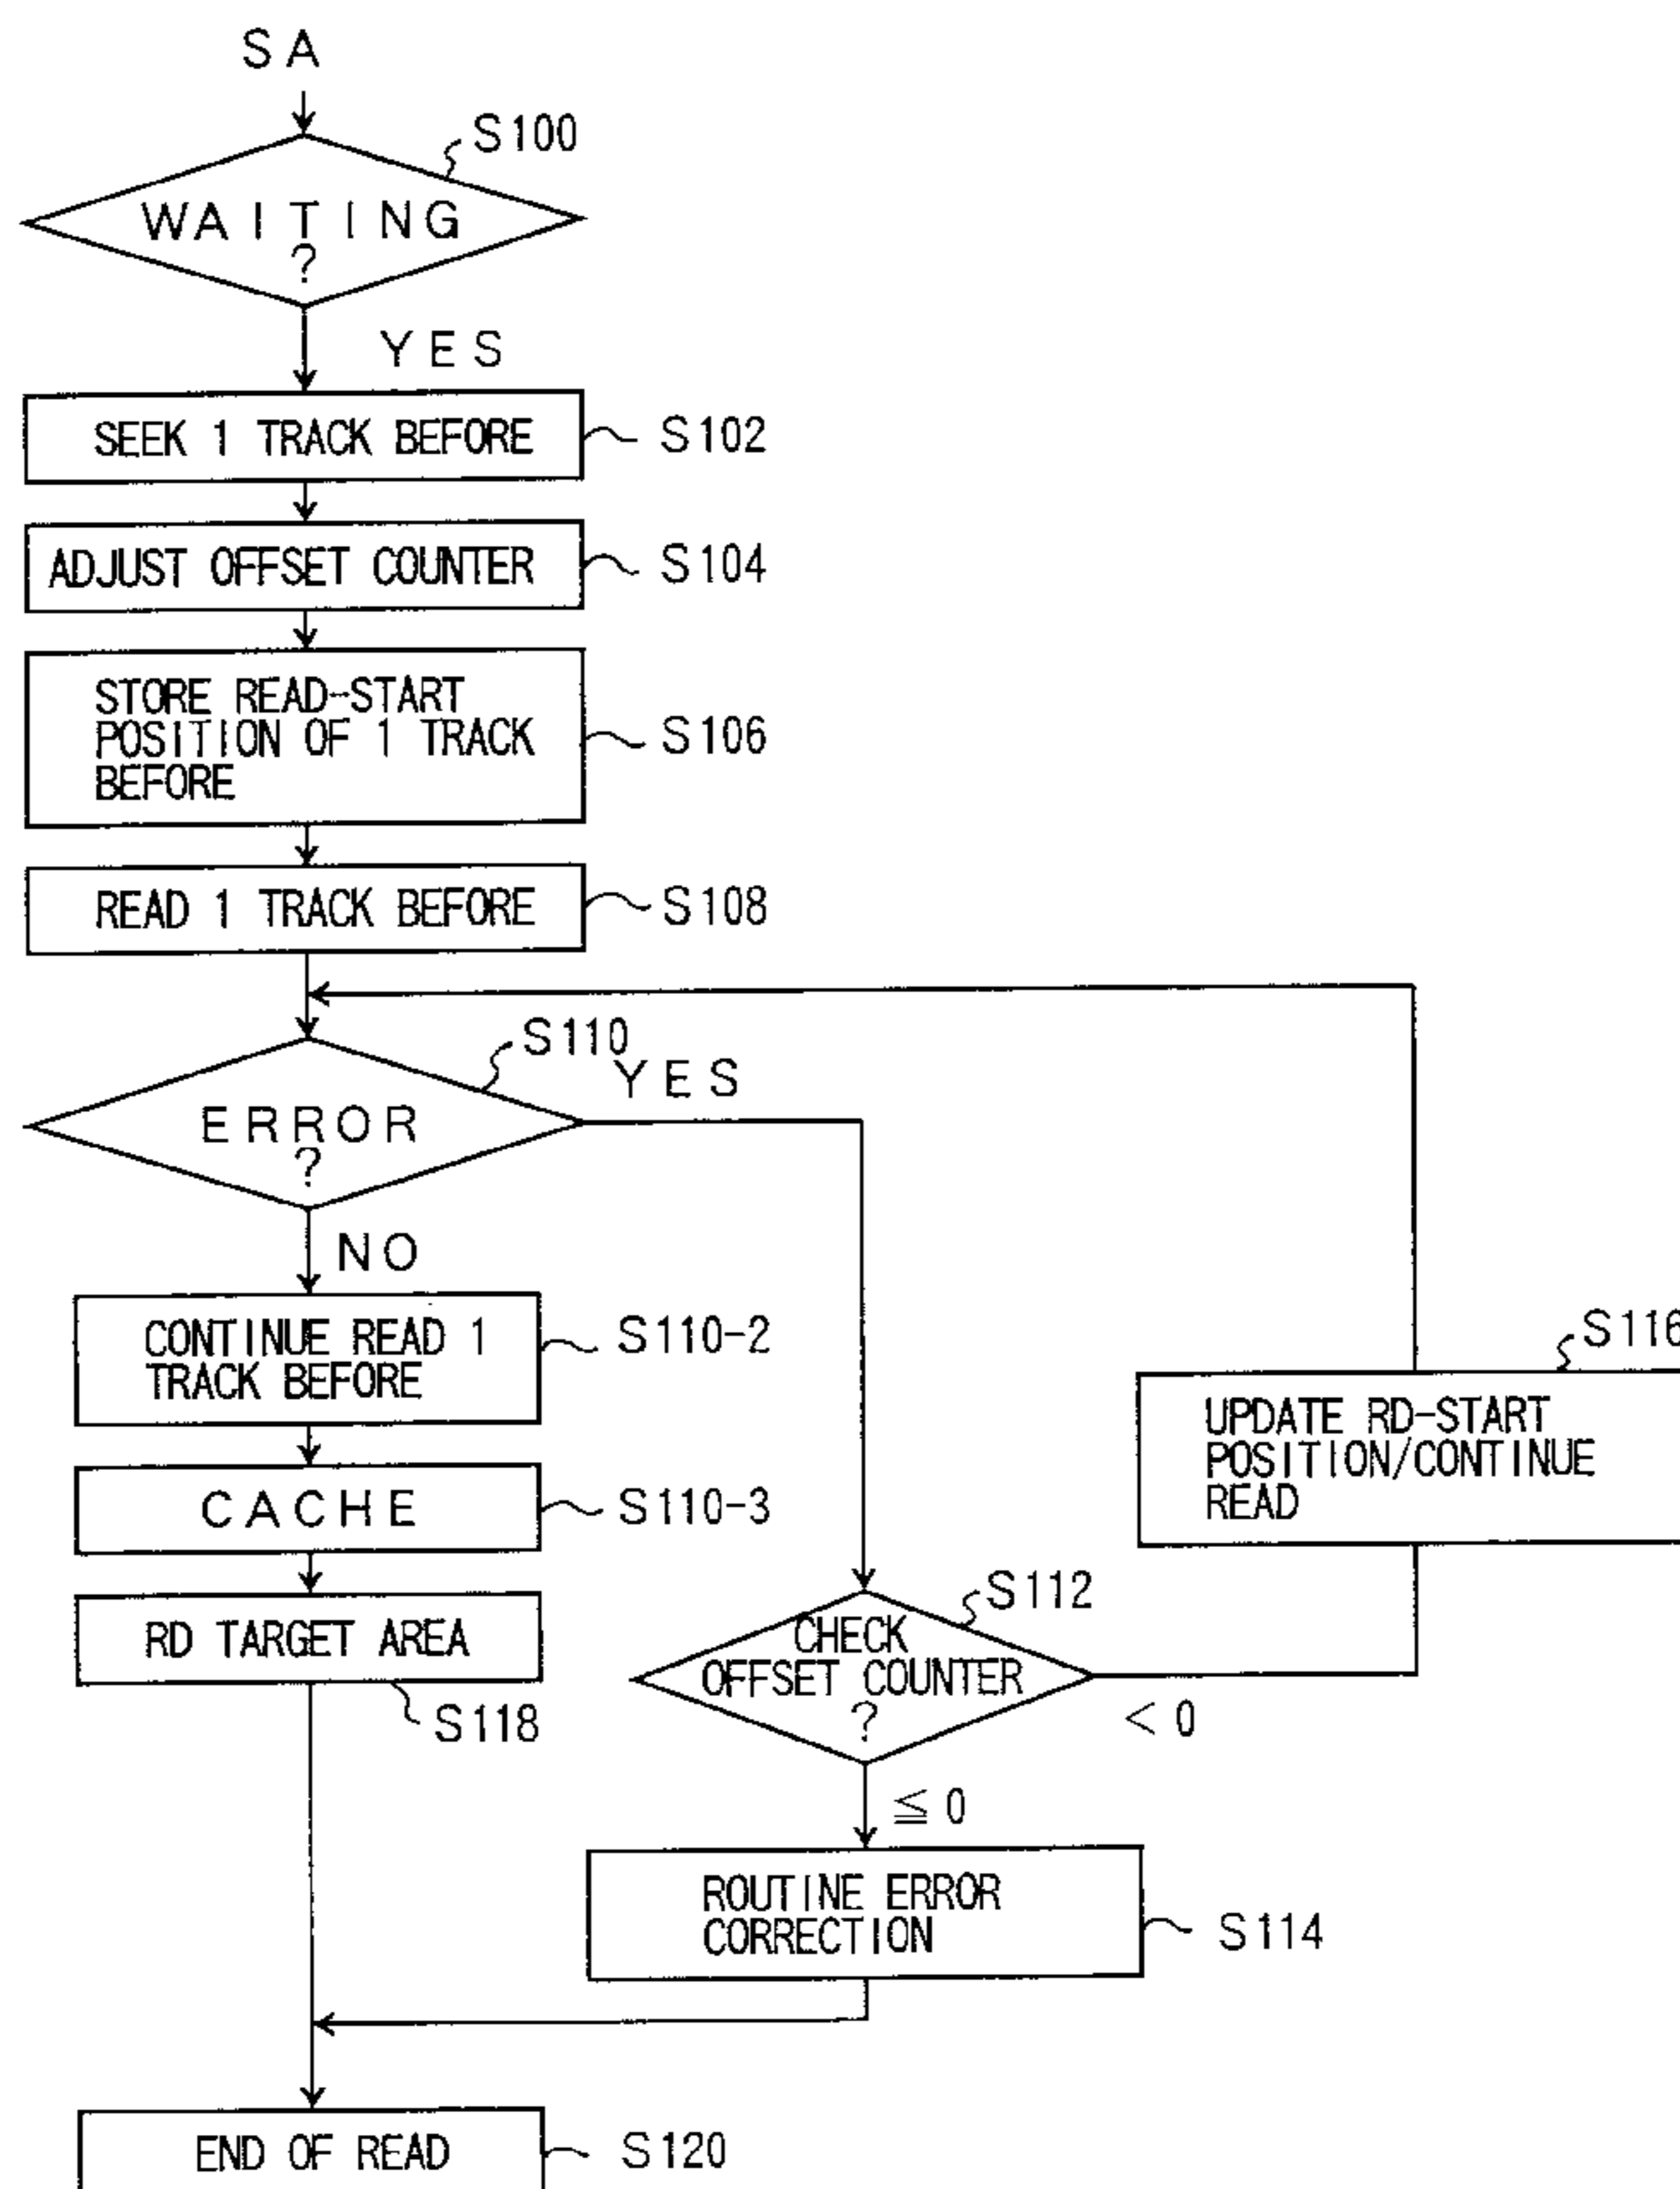 SA
S100
WAITING
?
YES
SEEK 1 TRACK BEFORE
S102
ADJUST OFFSET COUNTER
S104
STORE READ-START
POSITION OF 1 TRACK
BEFORE
S106
READ 1 TRACK BEFORE
S108
S110
YES
ERROR
?
NO
CONTINUE READ 1
TRACK BEFORE
S110-2
S116
UPDATE RD-START
POSITION/CONTINUE
READ
CACHE
S110-3
RD TARGET AREA
S118
S112
CHECK
OFFSET COUNTER
?
< 0
≦ 0
ROUTINE ERROR
CORRECTION
S114
END OF READ
S120